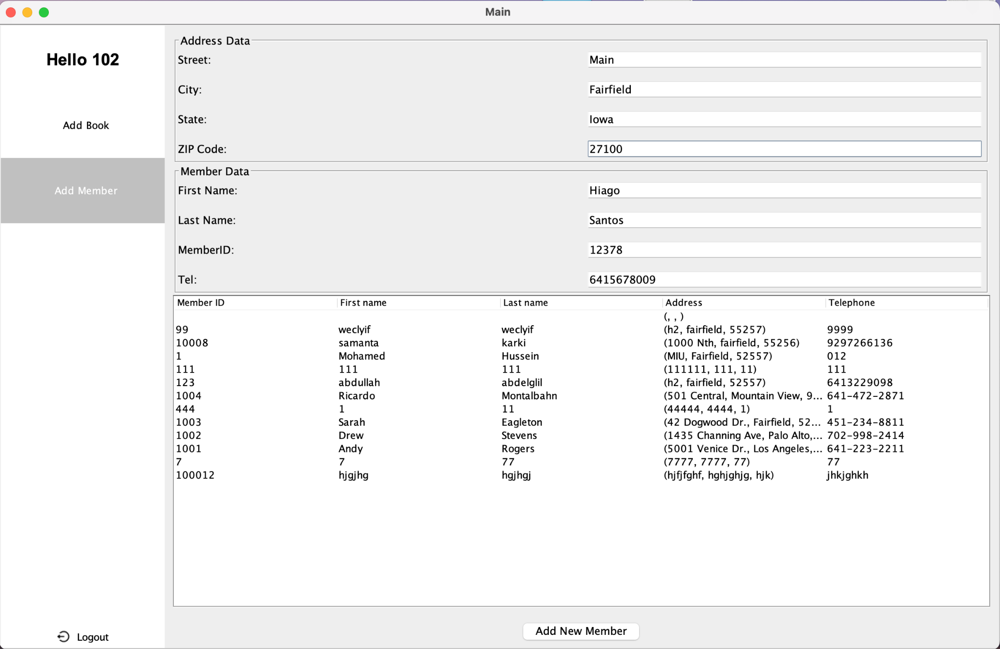 Main
Hello 102
Add Book
Add Member
Logout
Address Data
Street: Main
City: Fairfield
State: Iowa
ZIP Code: 27100
Member Data
First Name: Hiago
Last Name: Santos
MemberID: 12378
Tel: 6415678009
Member ID First name Last name Address Telephone
(, , )
99 weclyif weclyif (h2, fairfield, 55257) 9999
10008 samanta karki (1000 Nth, fairfield, 55256) 9297266136
1 Mohamed Hussein (MIU, Fairfield, 52557) 012
111 111 111 (111111, 111, 11) 111
123 abdullah abdelglil (h2, fairfield, 52557) 6413229098
1004 Ricardo Montalbahn (501 Central, Mountain View, 9... 641-472-2871
444 1 11 (44444, 4444, 1) 1
1003 Sarah Eagleton (42 Dogwood Dr., Fairfield, 52... 451-234-8811
1002 Drew Stevens (1435 Channing Ave, Palo Alto,... 702-998-2414
1001 Andy Rogers (5001 Venice Dr., Los Angeles,... 641-223-2211
7 7 77 (7777, 7777, 77) 77
100012 hjgjhg hgjhgj (hjfjfghf, hghjghjg, hjk) jhkjghkh
Add New Member